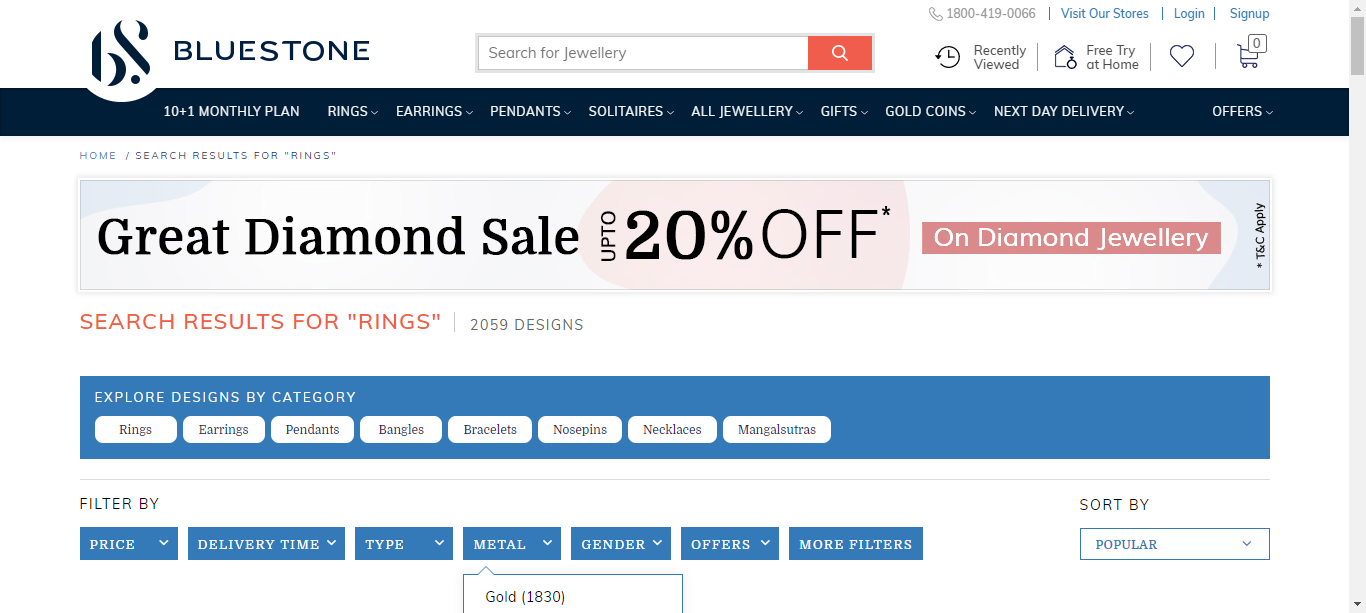 1800-419-0066 | Visit Our Stores | Login | Signup
BLUESTONE
Search for Jewellery
Recently Viewed
Free Try at Home
0
10+1 MONTHLY PLAN RINGS EARRINGS PENDANTS SOLITAIRES ALL JEWELLERY GIFTS GOLD COINS NEXT DAY DELIVERY OFFERS
HOME / SEARCH RESULTS FOR "RINGS"
Great Diamond Sale UPTO 20% OFF* On Diamond Jewellery * T&C Apply
SEARCH RESULTS FOR "RINGS" | 2059 DESIGNS
EXPLORE DESIGNS BY CATEGORY
Rings Earrings Pendants Bangles Bracelets Nosepins Necklaces Mangalsutras
FILTER BY
SORT BY
PRICE DELIVERY TIME TYPE METAL GENDER OFFERS MORE FILTERS
POPULAR
Gold (1830)